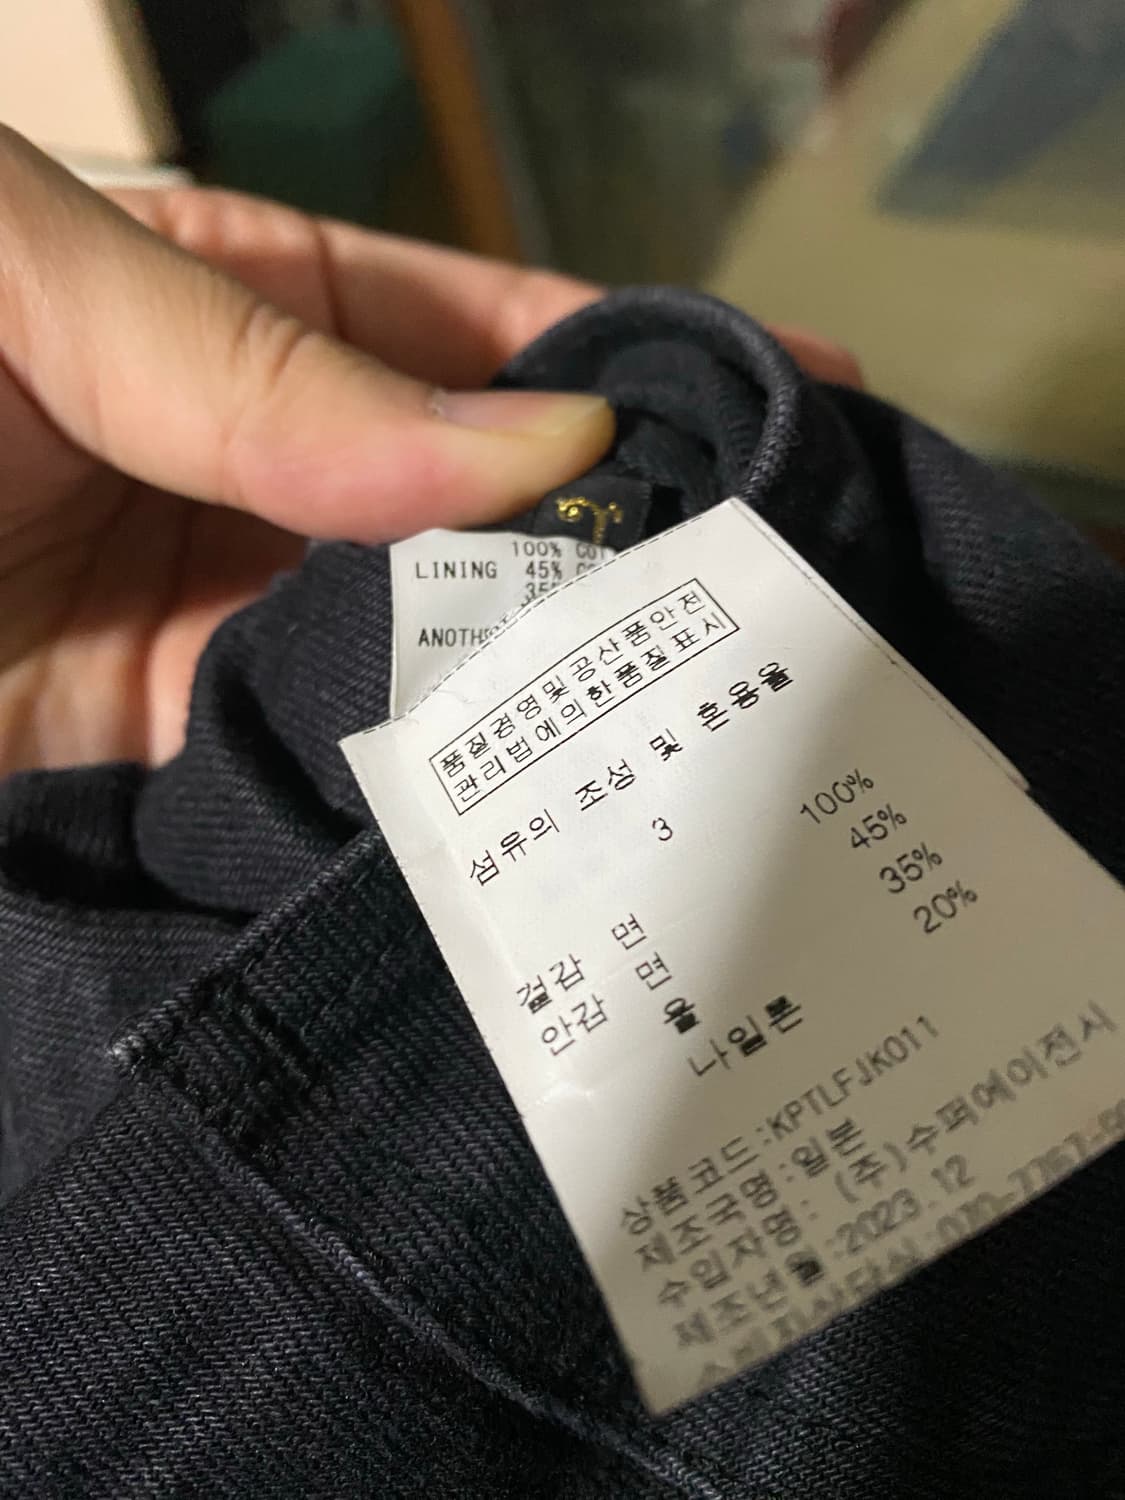 100% COT
LINING 45% C
35%
ANOTH
품질경영및공산품안전
관리법에의한품질표시
섬유의 조성 및 혼용율
3
겉감 면 100%
안감 면 45%
울 35%
나일론 20%
상품코드:KPTLFJK011
제조국명:일본
수입자명: (주)수퍼에이전시
제조년월:2023.12
070-7767-